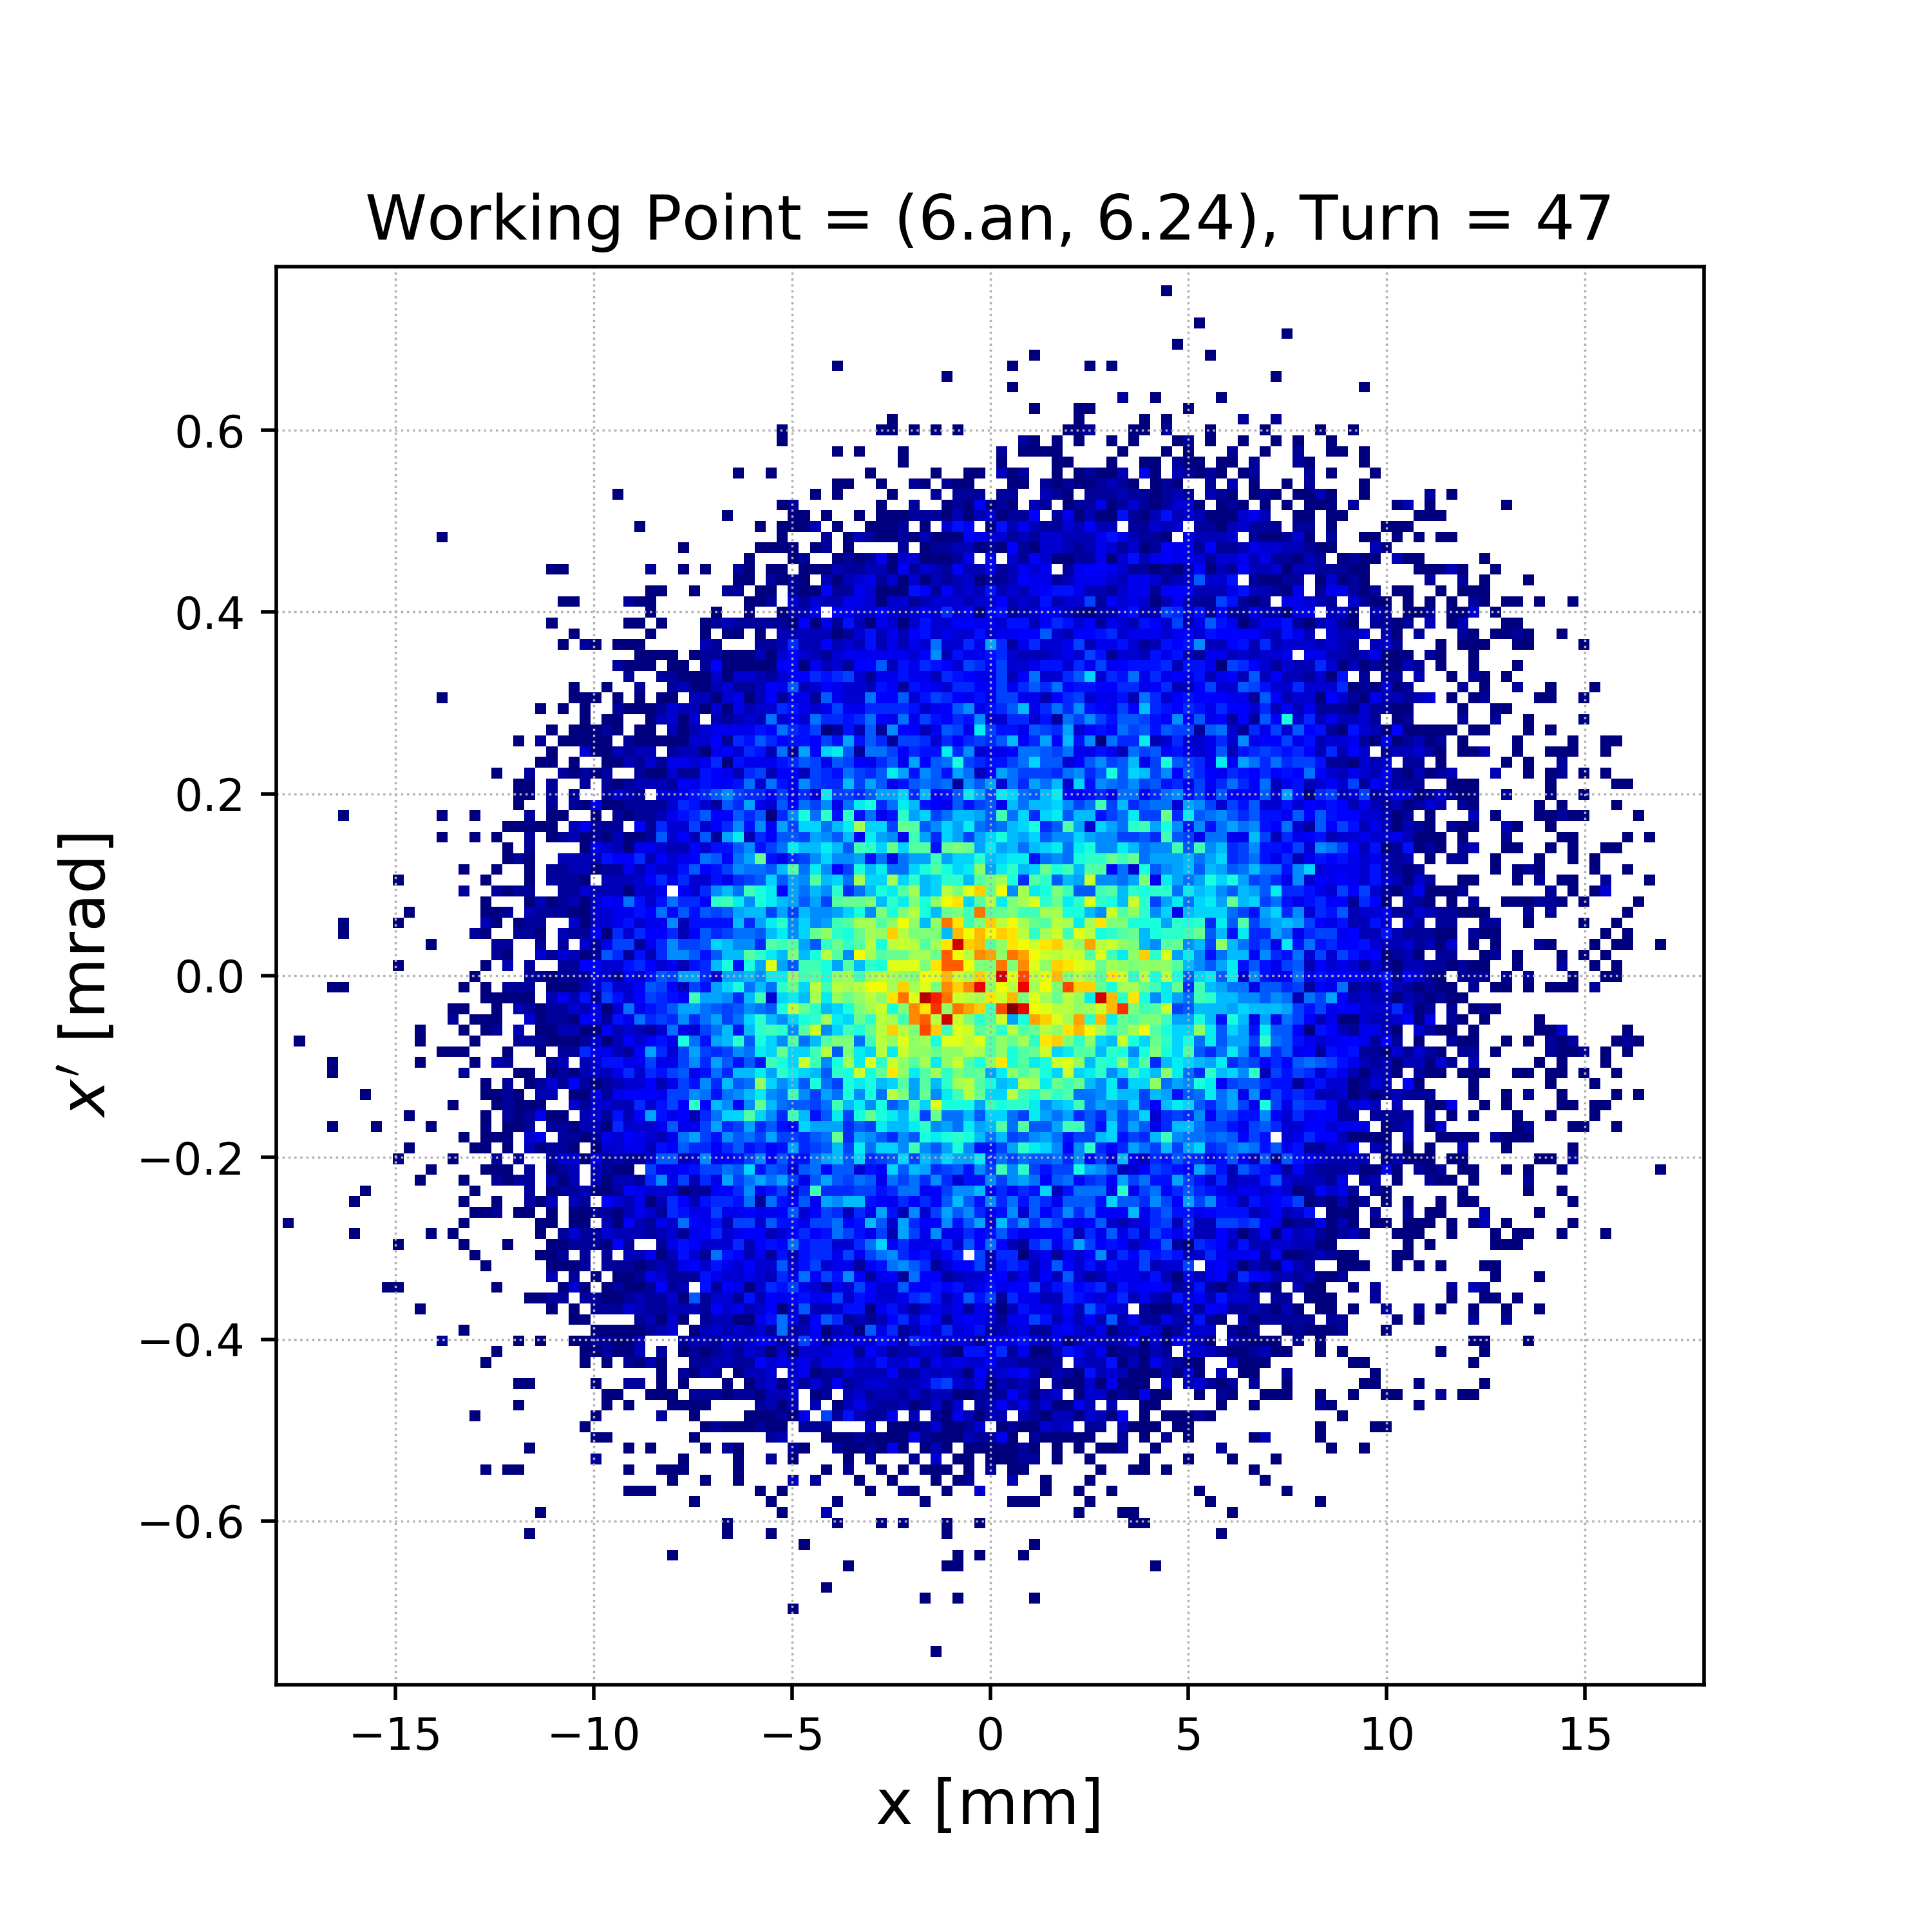 Working Point = (6.an, 6.24), Turn = 47
x′ [mrad]
0.6
0.4
0.2
0.0
−0.2
−0.4
−0.6
−15 −10 −5 0 5 10 15
x [mm]